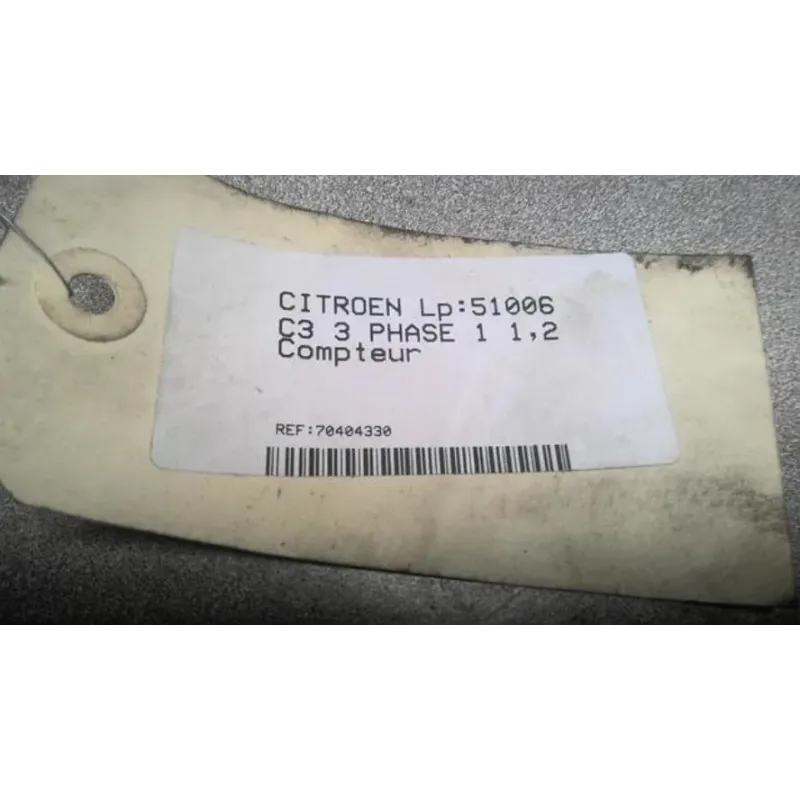 CITROEN Lp:51006
C3 3 PHASE 1 1,2
Compteur
REF:70404330